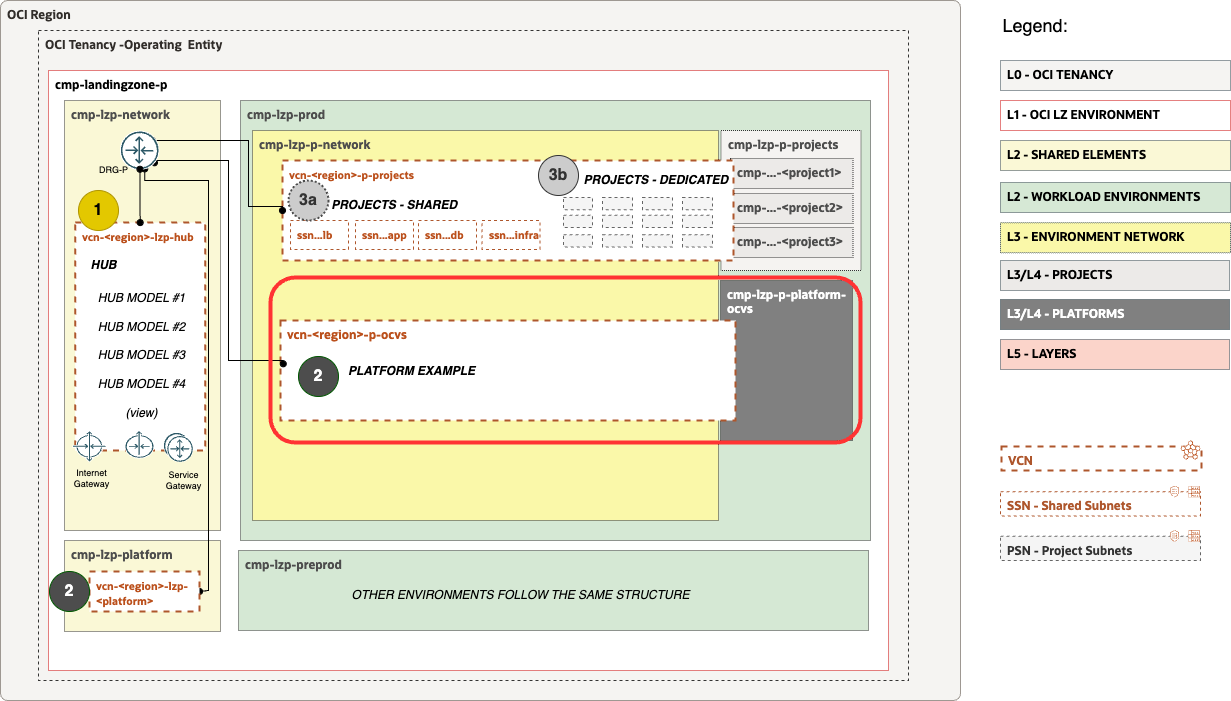 OCI Region
OCI Tenancy -Operating Entity
cmp-landingzone-p
cmp-lzp-network
DRG-P
1
vcn-<region>-lzp-hub
HUB
HUB MODEL #1
HUB MODEL #2
HUB MODEL #3
HUB MODEL #4
(view)
Internet
Gateway
Service
Gateway
cmp-lzp-platform
2
vcn-<region>-lzp-
<platform>
cmp-lzp-prod
cmp-lzp-p-network
vcn-<region>-p-projects
3a
PROJECTS - SHARED
ssn...lb
ssn...app
ssn...db
ssn...infra
3b
PROJECTS - DEDICATED
cmp-lzp-p-projects
cmp-...-<project1>
cmp-...-<project2>
cmp-...-<project3>
cmp-lzp-p-platform-
ocvs
vcn-<region>-p-ocvs
2
PLATFORM EXAMPLE
cmp-lzp-preprod
OTHER ENVIRONMENTS FOLLOW THE SAME STRUCTURE
Legend:
L0 - OCI TENANCY
L1 - OCI LZ ENVIRONMENT
L2 - SHARED ELEMENTS
L2 - WORKLOAD ENVIRONMENTS
L3 - ENVIRONMENT NETWORK
L3/L4 - PROJECTS
L3/L4 - PLATFORMS
L5 - LAYERS
VCN
SSN - Shared Subnets
PSN - Project Subnets